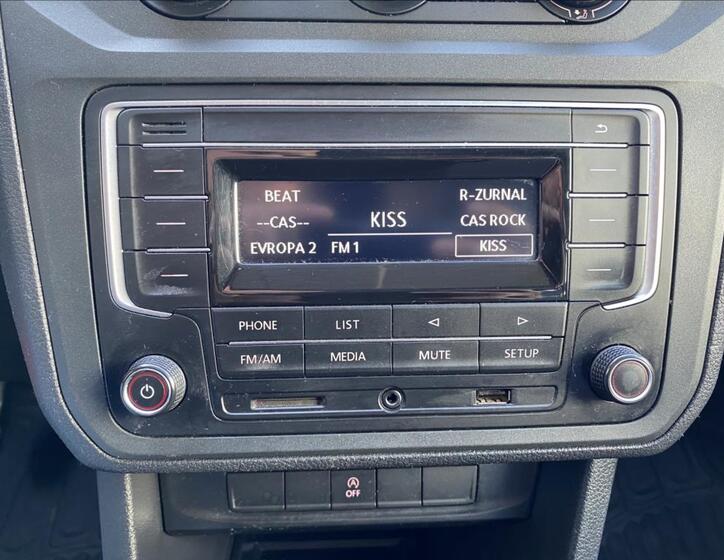 BEAT R-ZURNAL
--CAS-- KISS CAS ROCK
EVROPA 2 FM1 KISS
PHONE LIST
FM/AM MEDIA MUTE SETUP
A
OFF